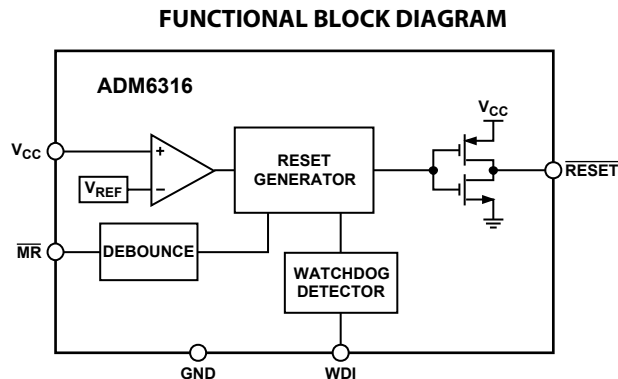 FUNCTIONAL BLOCK DIAGRAM
ADM6316
VCC
VCC
+
−
VREF
RESET
GENERATOR
RESET
MR
DEBOUNCE
WATCHDOG
DETECTOR
GND
WDI